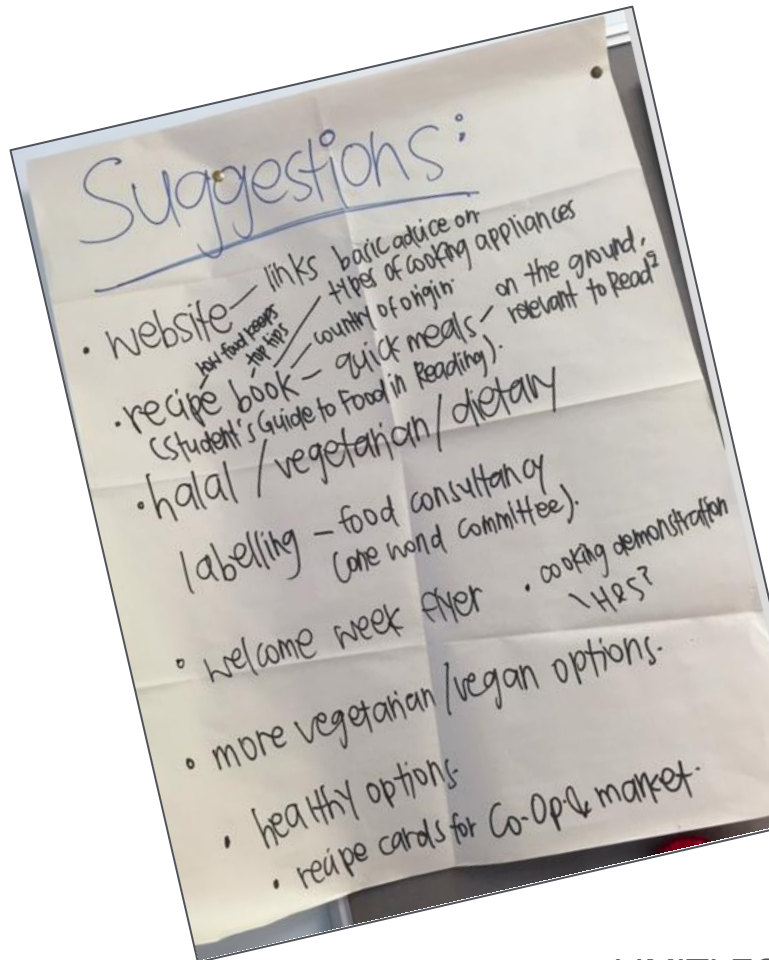 Suggestions:
• website – links
basic advice on
types of cooking appliances
how food keeps
top tips
country of origin
• recipe book – quick meals – on the ground,
relevant to Read
(Student's Guide to Food in Reading).
• halal / vegetarian / dietary
labelling – food consultancy
(one world committee).
• welcome week flyer
• cooking demonstration
\ H&S?
• more vegetarian / vegan options.
• healthy options.
• recipe cards for Co-Op & market.